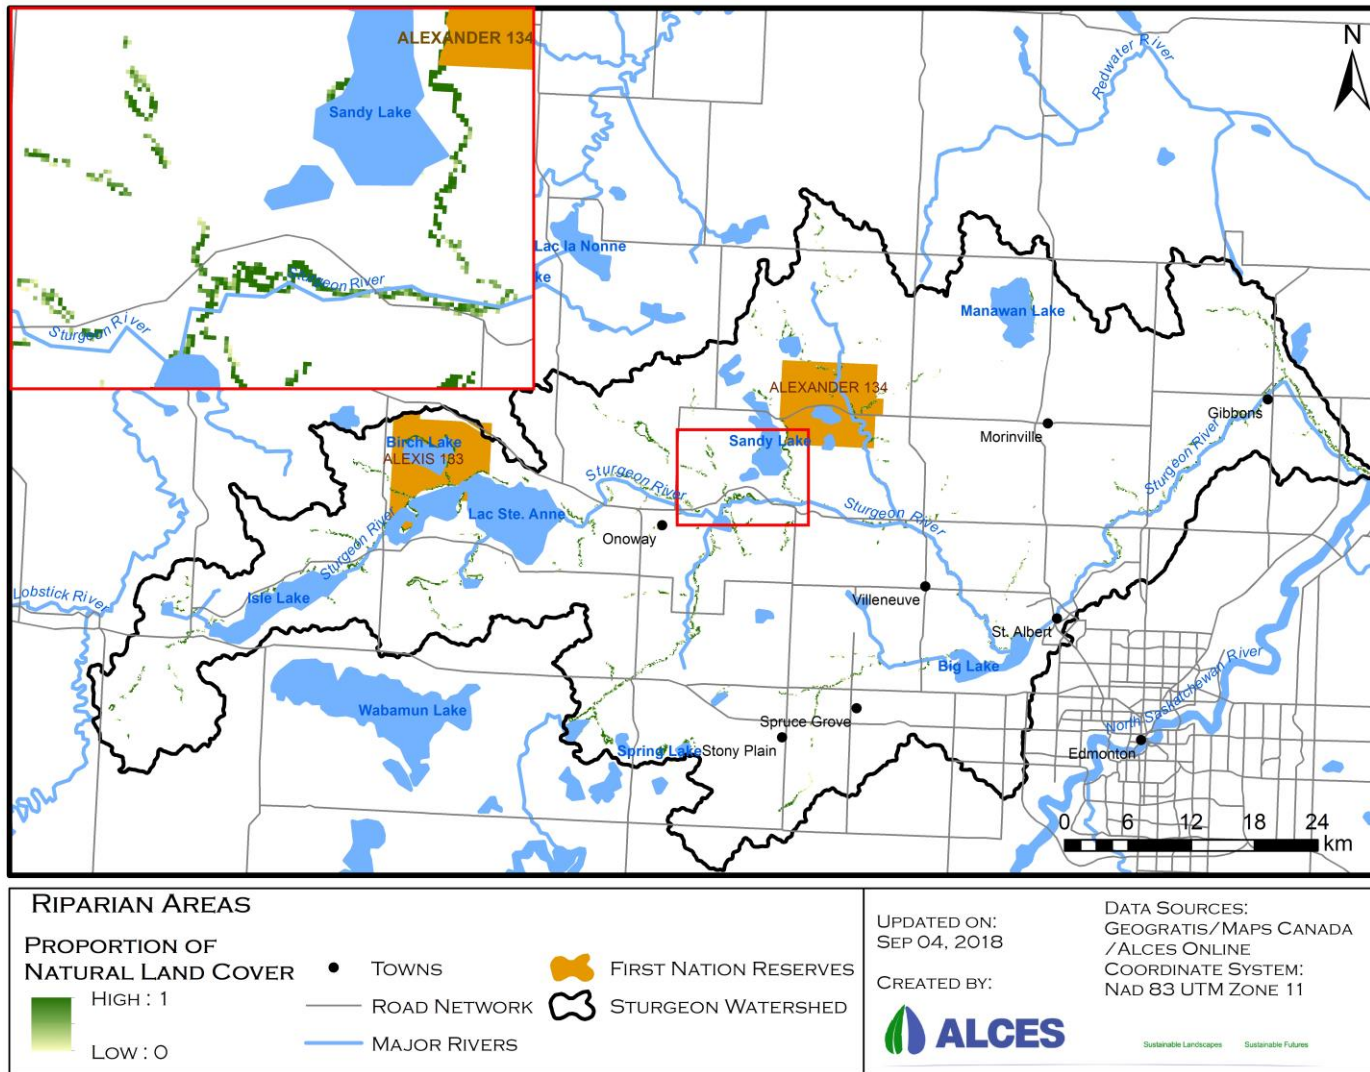 ALEXANDER 134
Sandy Lake
Sturgeon River
Sturgeon River
N
Redwater River
Lac la Nonne
ke
Manawan Lake
ALEXANDER 134
Gibbons
Morinville
Birch Lake
ALEXIS 133
Sandy Lake
Sturgeon River
Sturgeon River
Sturgeon River
Lac Ste. Anne
Onoway
Sturgeon River
Isle Lake
Lobstick River
Villeneuve
St. Albert
Big Lake
Wabamun Lake
Spruce Grove
Spring Lake
Stony Plain
North Saskatchewan River
Edmonton
0 6 12 18 24
km
RIPARIAN AREAS
PROPORTION OF
NATURAL LAND COVER
HIGH : 1
LOW : 0
TOWNS
ROAD NETWORK
MAJOR RIVERS
FIRST NATION RESERVES
STURGEON WATERSHED
UPDATED ON:
SEP 04, 2018
CREATED BY:
ALCES
Sustainable Landscapes Sustainable Futures
DATA SOURCES:
GEOGRATIS/MAPS CANADA
/ALCES ONLINE
COORDINATE SYSTEM:
NAD 83 UTM ZONE 11